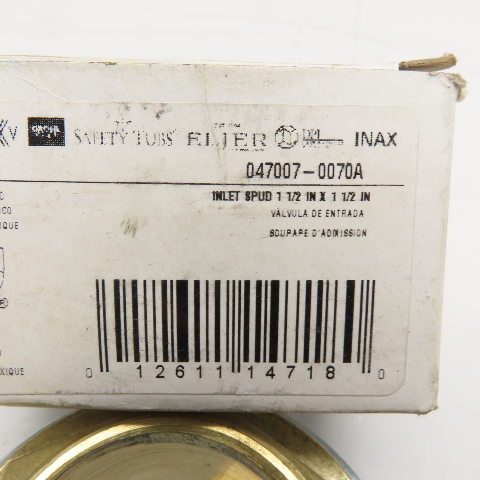 SAFETY TUBS ELJER INAX
047007-0070A
INLET SPUD 1 1/2 IN X 1 1/2 IN
VÁLVULA DE ENTRADA
SOUPAPE D'ADMISSION
0 12611 14718 0